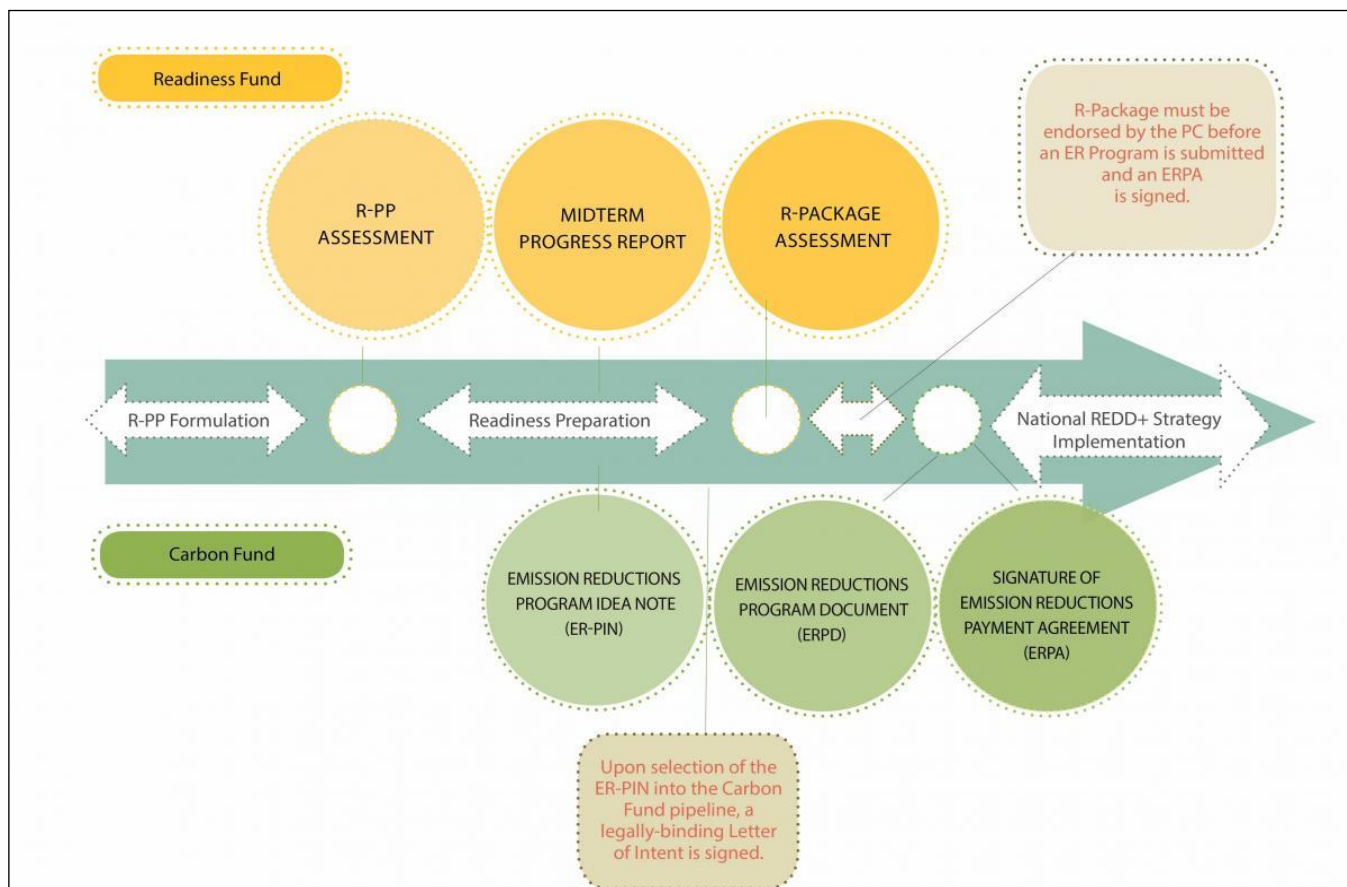 Readiness Fund
R-PP
ASSESSMENT
MIDTERM
PROGRESS REPORT
R-PACKAGE
ASSESSMENT
R-Package must be
endorsed by the PC before
an ER Program is submitted
and an ERPA
is signed.
R-PP Formulation
Readiness Preparation
National REDD+ Strategy
Implementation
Carbon Fund
EMISSION REDUCTIONS
PROGRAM IDEA NOTE
(ER-PIN)
EMISSION REDUCTIONS
PROGRAM DOCUMENT
(ERPD)
SIGNATURE OF
EMISSION REDUCTIONS
PAYMENT AGREEMENT
(ERPA)
Upon selection of the
ER-PIN into the Carbon
Fund pipeline, a
legally-binding Letter
of Intent is signed.